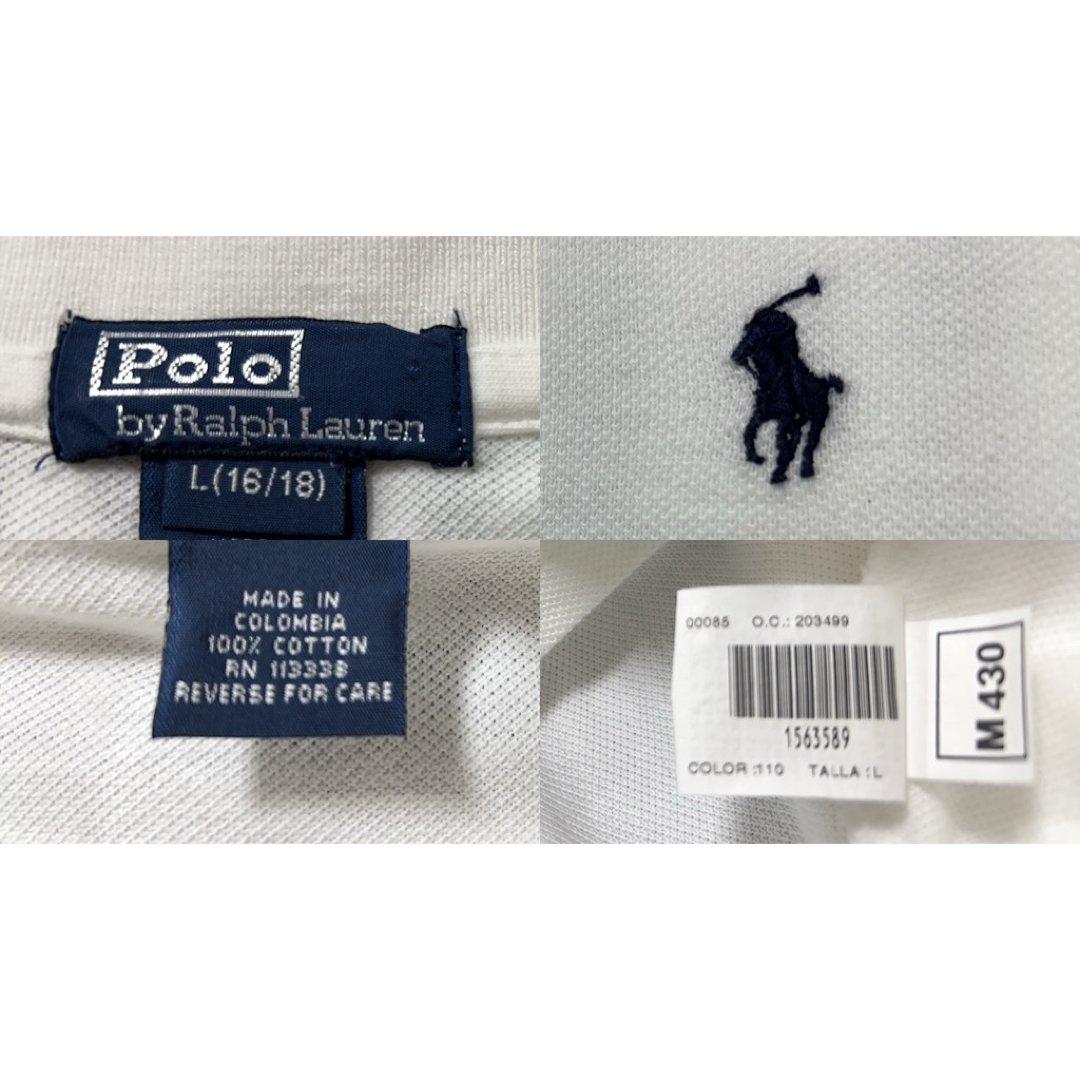 Polo
by Ralph Lauren
L(16/18)
MADE IN
COLOMBIA
100% COTTON
RN 113338
REVERSE FOR CARE
00085 O.C.: 203499
1563589
COLOR :110 TALLA : L
M 430